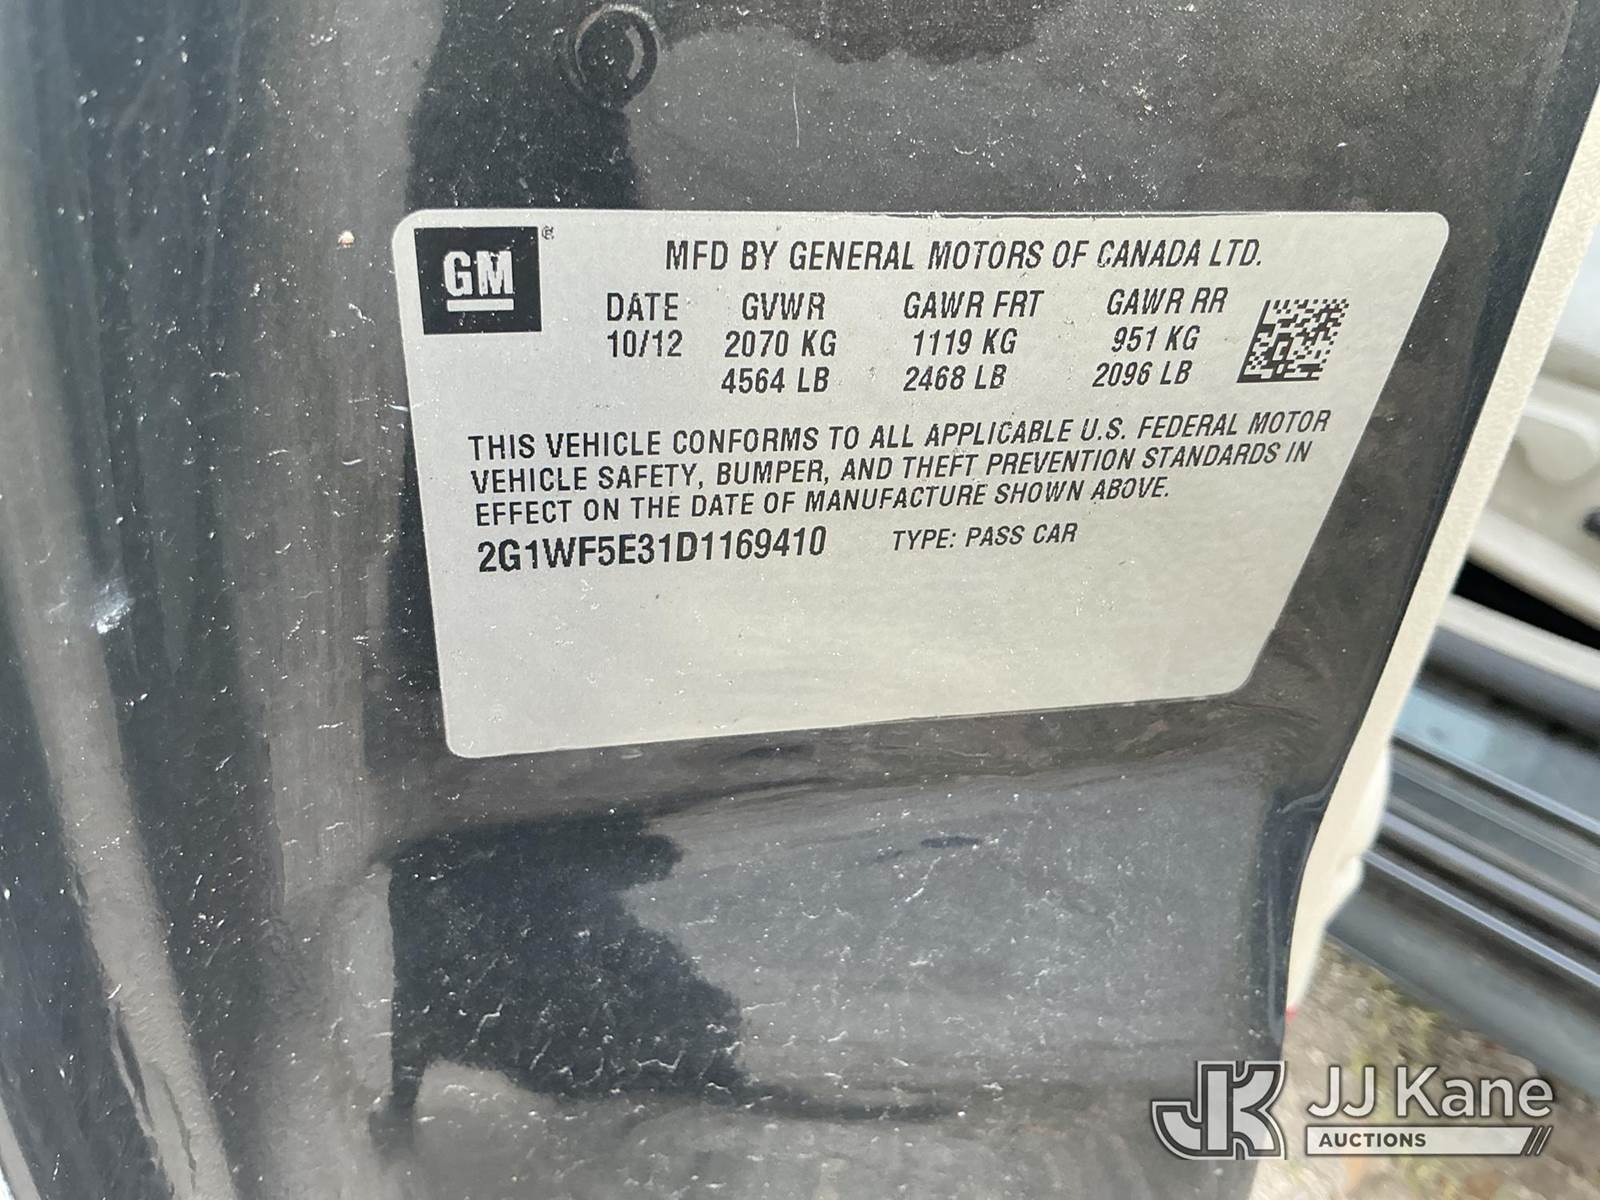 GM
MFD BY GENERAL MOTORS OF CANADA LTD.
DATE GVWR GAWR FRT GAWR RR
10/12 2070 KG 1119 KG 951 KG
4564 LB 2468 LB 2096 LB
THIS VEHICLE CONFORMS TO ALL APPLICABLE U.S. FEDERAL MOTOR
VEHICLE SAFETY, BUMPER, AND THEFT PREVENTION STANDARDS IN
EFFECT ON THE DATE OF MANUFACTURE SHOWN ABOVE.
2G1WF5E31D1169410 TYPE: PASS CAR
JK JJ Kane
AUCTIONS